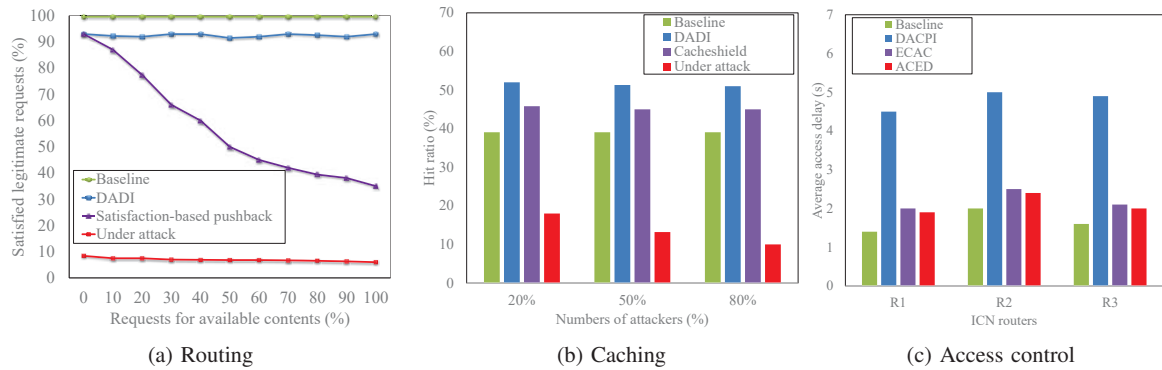 Satisfied legitimate requests (%)
100
90
80
70
60
50
40
30
20
10
0
Baseline
DADI
Satisfaction-based pushback
Under attack
0 10 20 30 40 50 60 70 80 90 100
Requests for available contents (%)
(a) Routing
Hit ratio (%)
70
60
50
40
30
20
10
0
Baseline
DADI
Cacheshield
Under attack
20% 50% 80%
Numbers of attackers (%)
(b) Caching
Average access delay (s)
7
6
5
4
3
2
1
0
Baseline
DACPI
ECAC
ACED
R1 R2 R3
ICN routers
(c) Access control